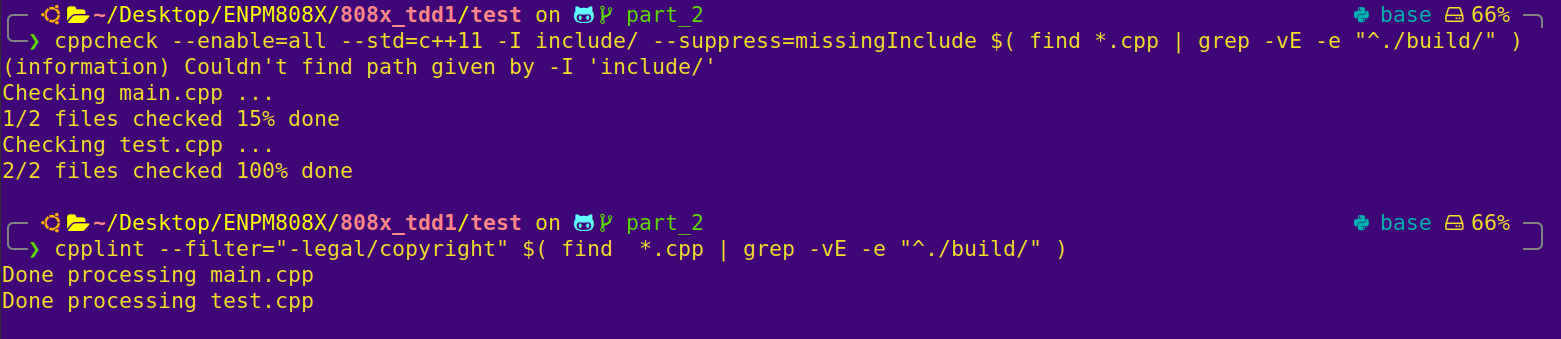 ~/Desktop/ENPM808X/808x_tdd1/test on part_2 base 66%
❯ cppcheck --enable=all --std=c++11 -I include/ --suppress=missingInclude $( find *.cpp | grep -vE -e "^./build/" )
(information) Couldn't find path given by -I 'include/'
Checking main.cpp ...
1/2 files checked 15% done
Checking test.cpp ...
2/2 files checked 100% done
~/Desktop/ENPM808X/808x_tdd1/test on part_2 base 66%
❯ cpplint --filter="-legal/copyright" $( find  *.cpp | grep -vE -e "^./build/" )
Done processing main.cpp
Done processing test.cpp